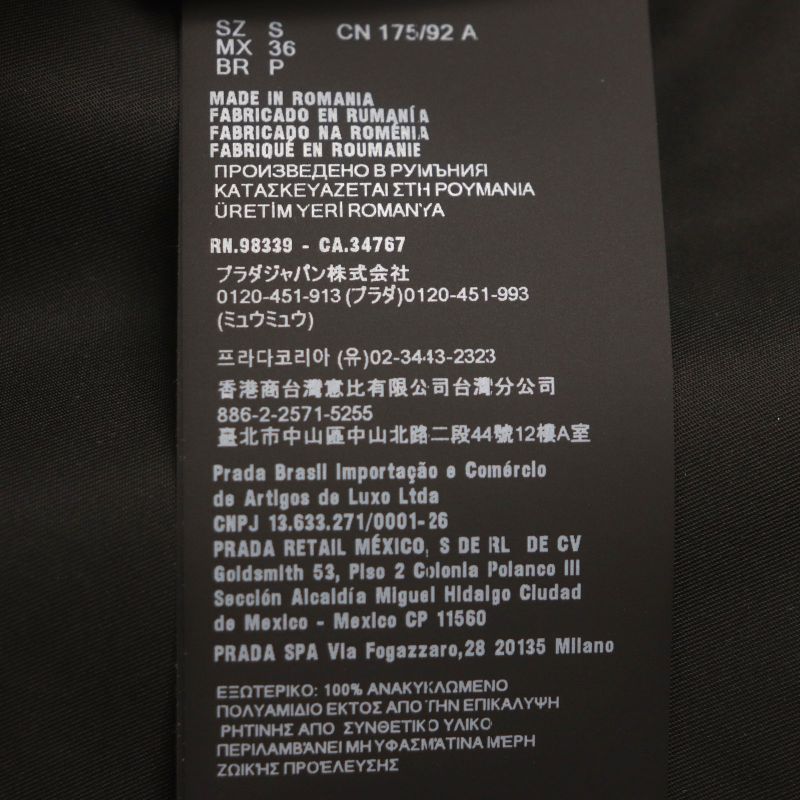 SZ S CN 175/92 A
MX 36
BR P
MADE IN ROMANIA
FABRICADO EN RUMANÍA
FABRICADO NA ROMÉNIA
FABRIQUÉ EN ROUMANIE
ПРОИЗВЕДЕНО В РУМЪНИЯ
ΚΑΤΑΣΚΕΥΑΖΕΤΑΙ ΣΤΗ ΡΟΥΜΑΝΙΑ
ÜRETİM YERİ ROMANYA
RN.98339 - CA.34767
プラダジャパン株式会社
0120-451-913 (プラダ)0120-451-993
(ミュウミュウ)
프라다코리아 (유)02-3443-2323
香港商台灣惠比有限公司台灣分公司
886-2-2571-5255
臺北市中山區中山北路二段44號12樓A室
Prada Brasil Importação e Comércio
de Artigos de Luxo Ltda
CNPJ 13.633.271/0001-26
PRADA RETAIL MÉXICO, S DE RL DE CV
Goldsmith 53, Piso 2 Colonia Polanco III
Sección Alcaldía Miguel Hidalgo Ciudad
de Mexico - Mexico CP 11560
PRADA SPA Via Fogazzaro,28 20135 Milano
ΕΞΩΤΕΡΙΚΟ: 100% ΑΝΑΚΥΚΛΩΜΕΝΟ
ΠΟΛΥΑΜΙΔΙΟ ΕΚΤΟΣ ΑΠΟ ΤΗΝ ΕΠΙΚΑΛΥΨΗ
ΡΗΤΙΝΗΣ ΑΠΟ ΣΥΝΘΕΤΙΚΟ ΥΛΙΚΟ
ΠΕΡΙΛΑΜΒΑΝΕΙ ΜΗ ΥΦΑΣΜΑΤΙΝΑ ΜΕΡΗ
ΖΩΙΚΗΣ ΠΡΟΕΛΕΥΣΗΣ